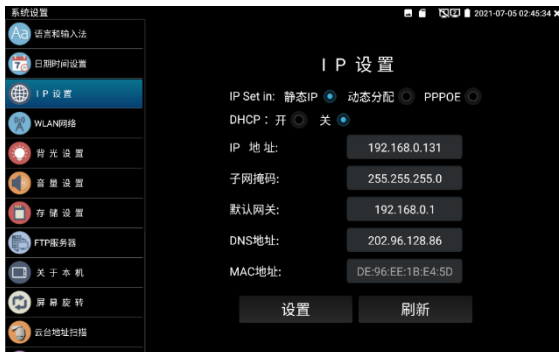 系统设置
2021-07-05 02:45:34
语言和输入法
日期时间设置
IP 设置
WLAN网络
背光设置
音量设置
存储设置
FTP服务器
关于本机
屏幕旋转
云台地址扫描
IP 设置
IP Set in: 静态IP 动态分配 PPPOE
DHCP：开 关
IP 地址: 192.168.0.131
子网掩码: 255.255.255.0
默认网关: 192.168.0.1
DNS地址: 202.96.128.86
MAC地址: DE:96:EE:1B:E4:5D
设置 刷新